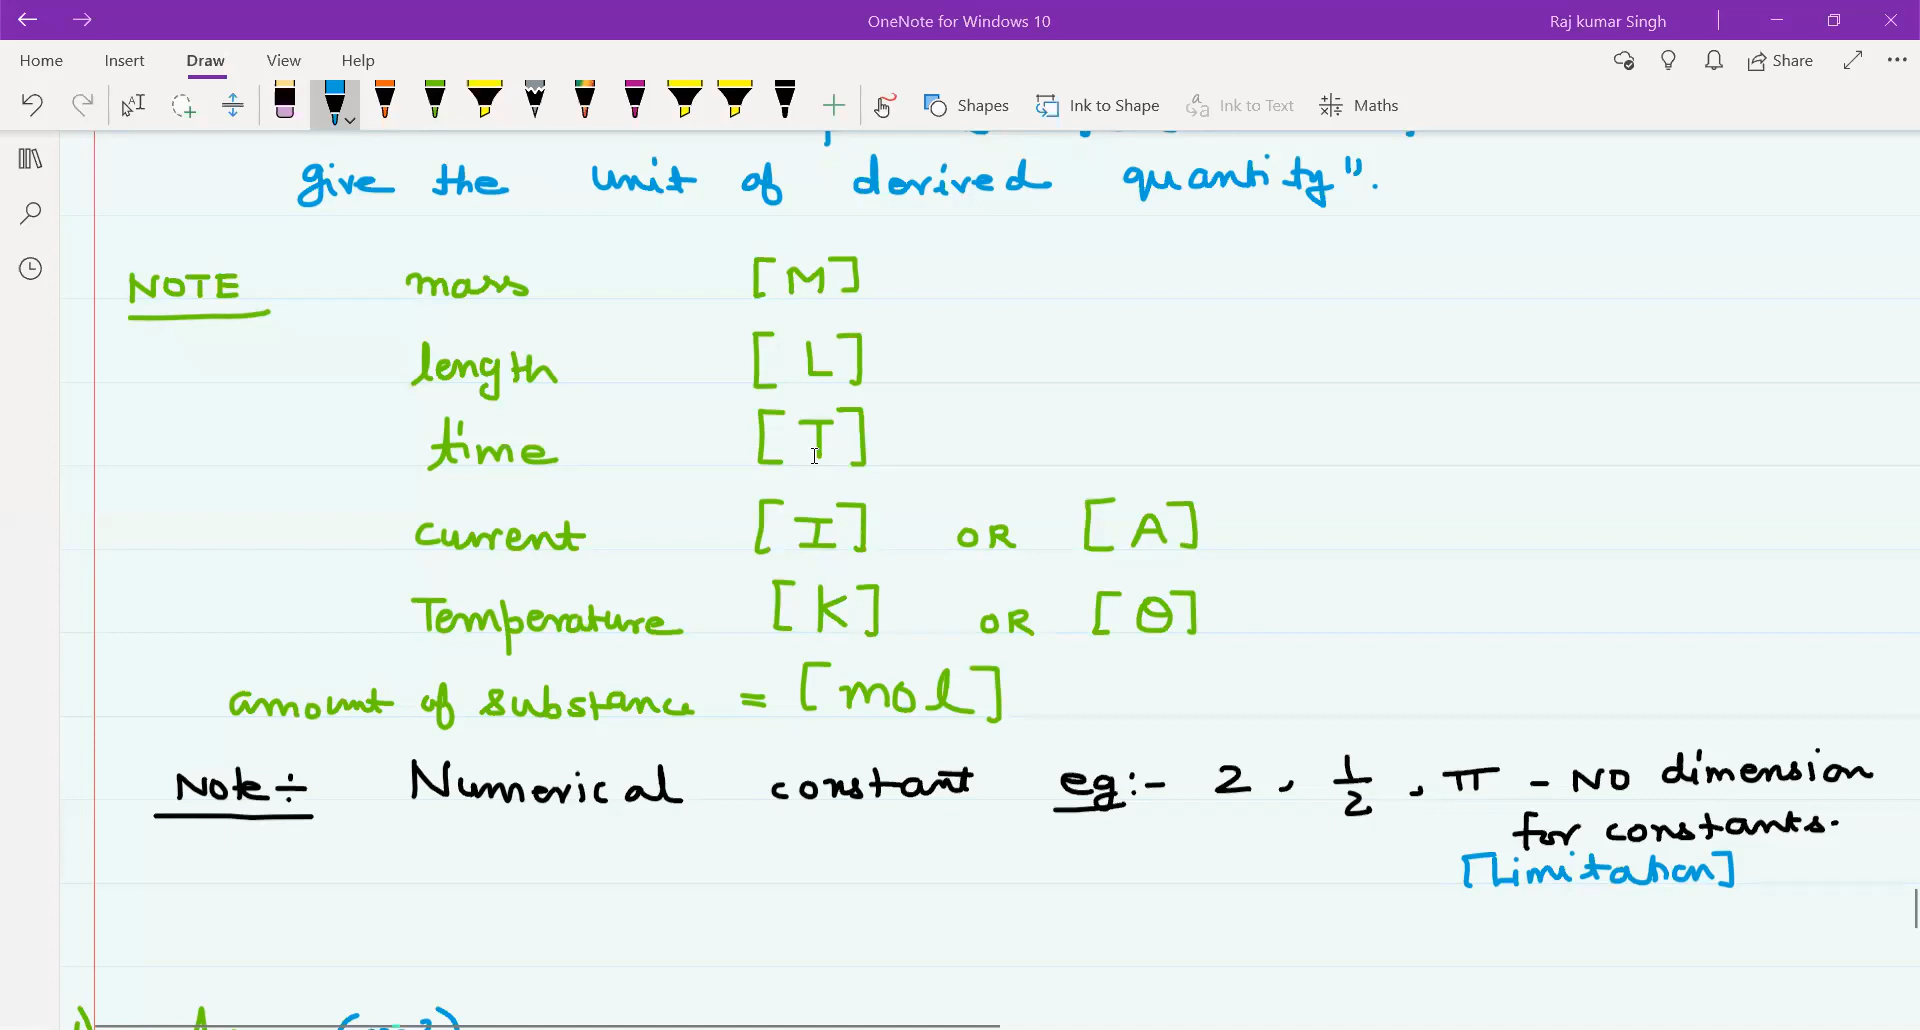 OneNote for Windows 10
Raj kumar Singh
Home Insert Draw View Help
Share
Shapes Ink to Shape Ink to Text Maths
give the unit of derived quantity".
NOTE mass [M]
length [L]
time [T]
Current [I] OR [A]
Temperature [K] OR [θ]
amount of substance = [mol]
Note÷ Numerical constant eg:- 2, 1/2, π - NO dimension
for constants.
[Limitation]